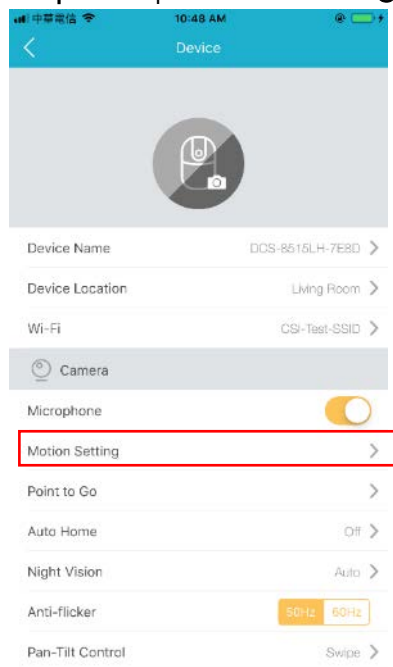 中華電信 10:48 AM
Device
Device Name DCS-8515LH-7E8D
Device Location Living Room
Wi-Fi CSI-Test-SSID
Camera
Microphone
Motion Setting
Point to Go
Auto Home Off
Night Vision Auto
Anti-flicker 50Hz 60Hz
Pan-Tilt Control Swipe